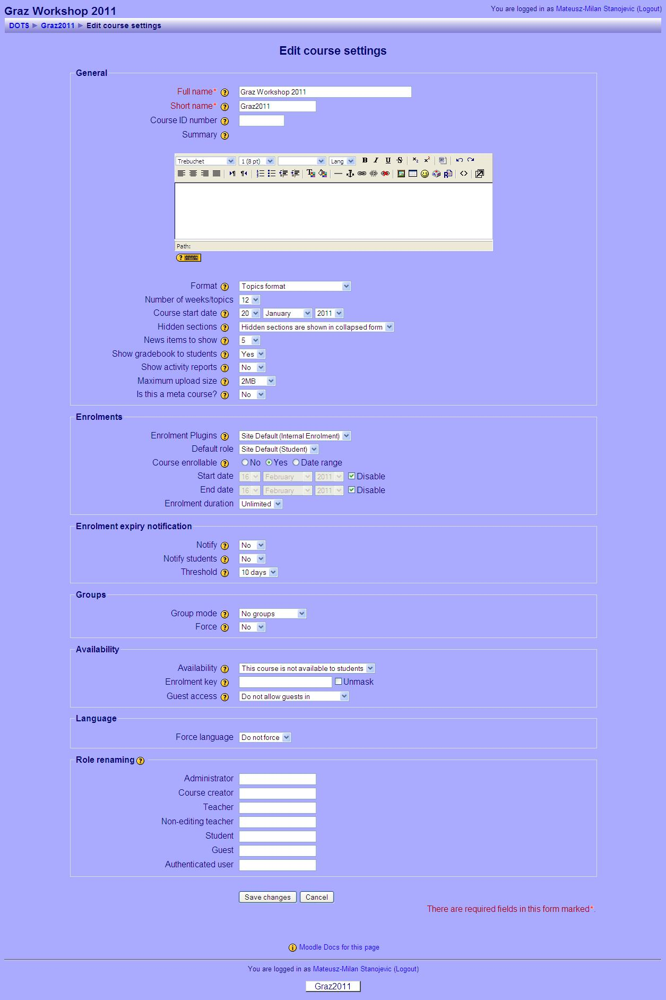 Graz Workshop 2011
You are logged in as Mateusz-Milan Stanojevic (Logout)
DOTS ► Graz2011 ► Edit course settings
Edit course settings
General
Full name* ? Graz Workshop 2011
Short name* ? Graz2011
Course ID number ?
Summary ?
Trebuchet 1 (8 pt) Lang B I U S
Path:
?
Format ? Topics format
Number of weeks/topics 12
Course start date ? 20 January 2011
Hidden sections ? Hidden sections are shown in collapsed form
News items to show ? 5
Show gradebook to students ? Yes
Show activity reports ? No
Maximum upload size ? 2MB
Is this a meta course? ? No
Enrolments
Enrolment Plugins ? Site Default (Internal Enrolment)
Default role Site Default (Student)
Course enrollable ? No Yes Date range
Start date 16 February 2011 Disable
End date 16 February 2011 Disable
Enrolment duration Unlimited
Enrolment expiry notification
Notify ? No
Notify students ? No
Threshold ? 10 days
Groups
Group mode ? No groups
Force ? No
Availability
Availability ? This course is not available to students
Enrolment key ? Unmask
Guest access ? Do not allow guests in
Language
Force language Do not force
Role renaming ?
Administrator
Course creator
Teacher
Non-editing teacher
Student
Guest
Authenticated user
Save changes Cancel
There are required fields in this form marked*.
Moodle Docs for this page
You are logged in as Mateusz-Milan Stanojevic (Logout)
Graz2011